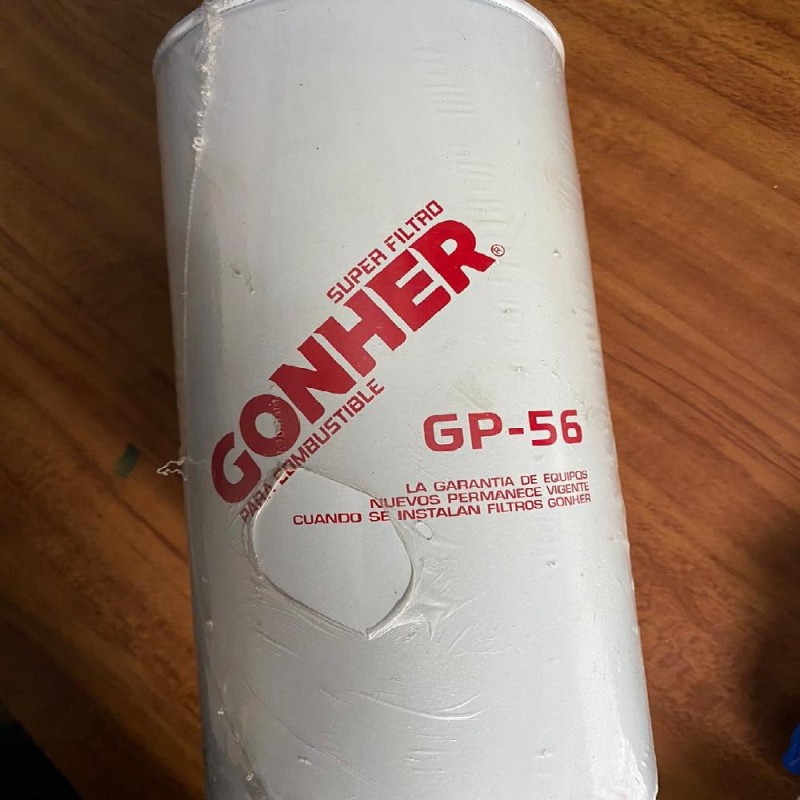 SUPER FILTRO
GONHER®
PARA COMBUSTIBLE
GP-56
LA GARANTIA DE EQUIPOS
NUEVOS PERMANECE VIGENTE
CUANDO SE INSTALAN FILTROS GONHER